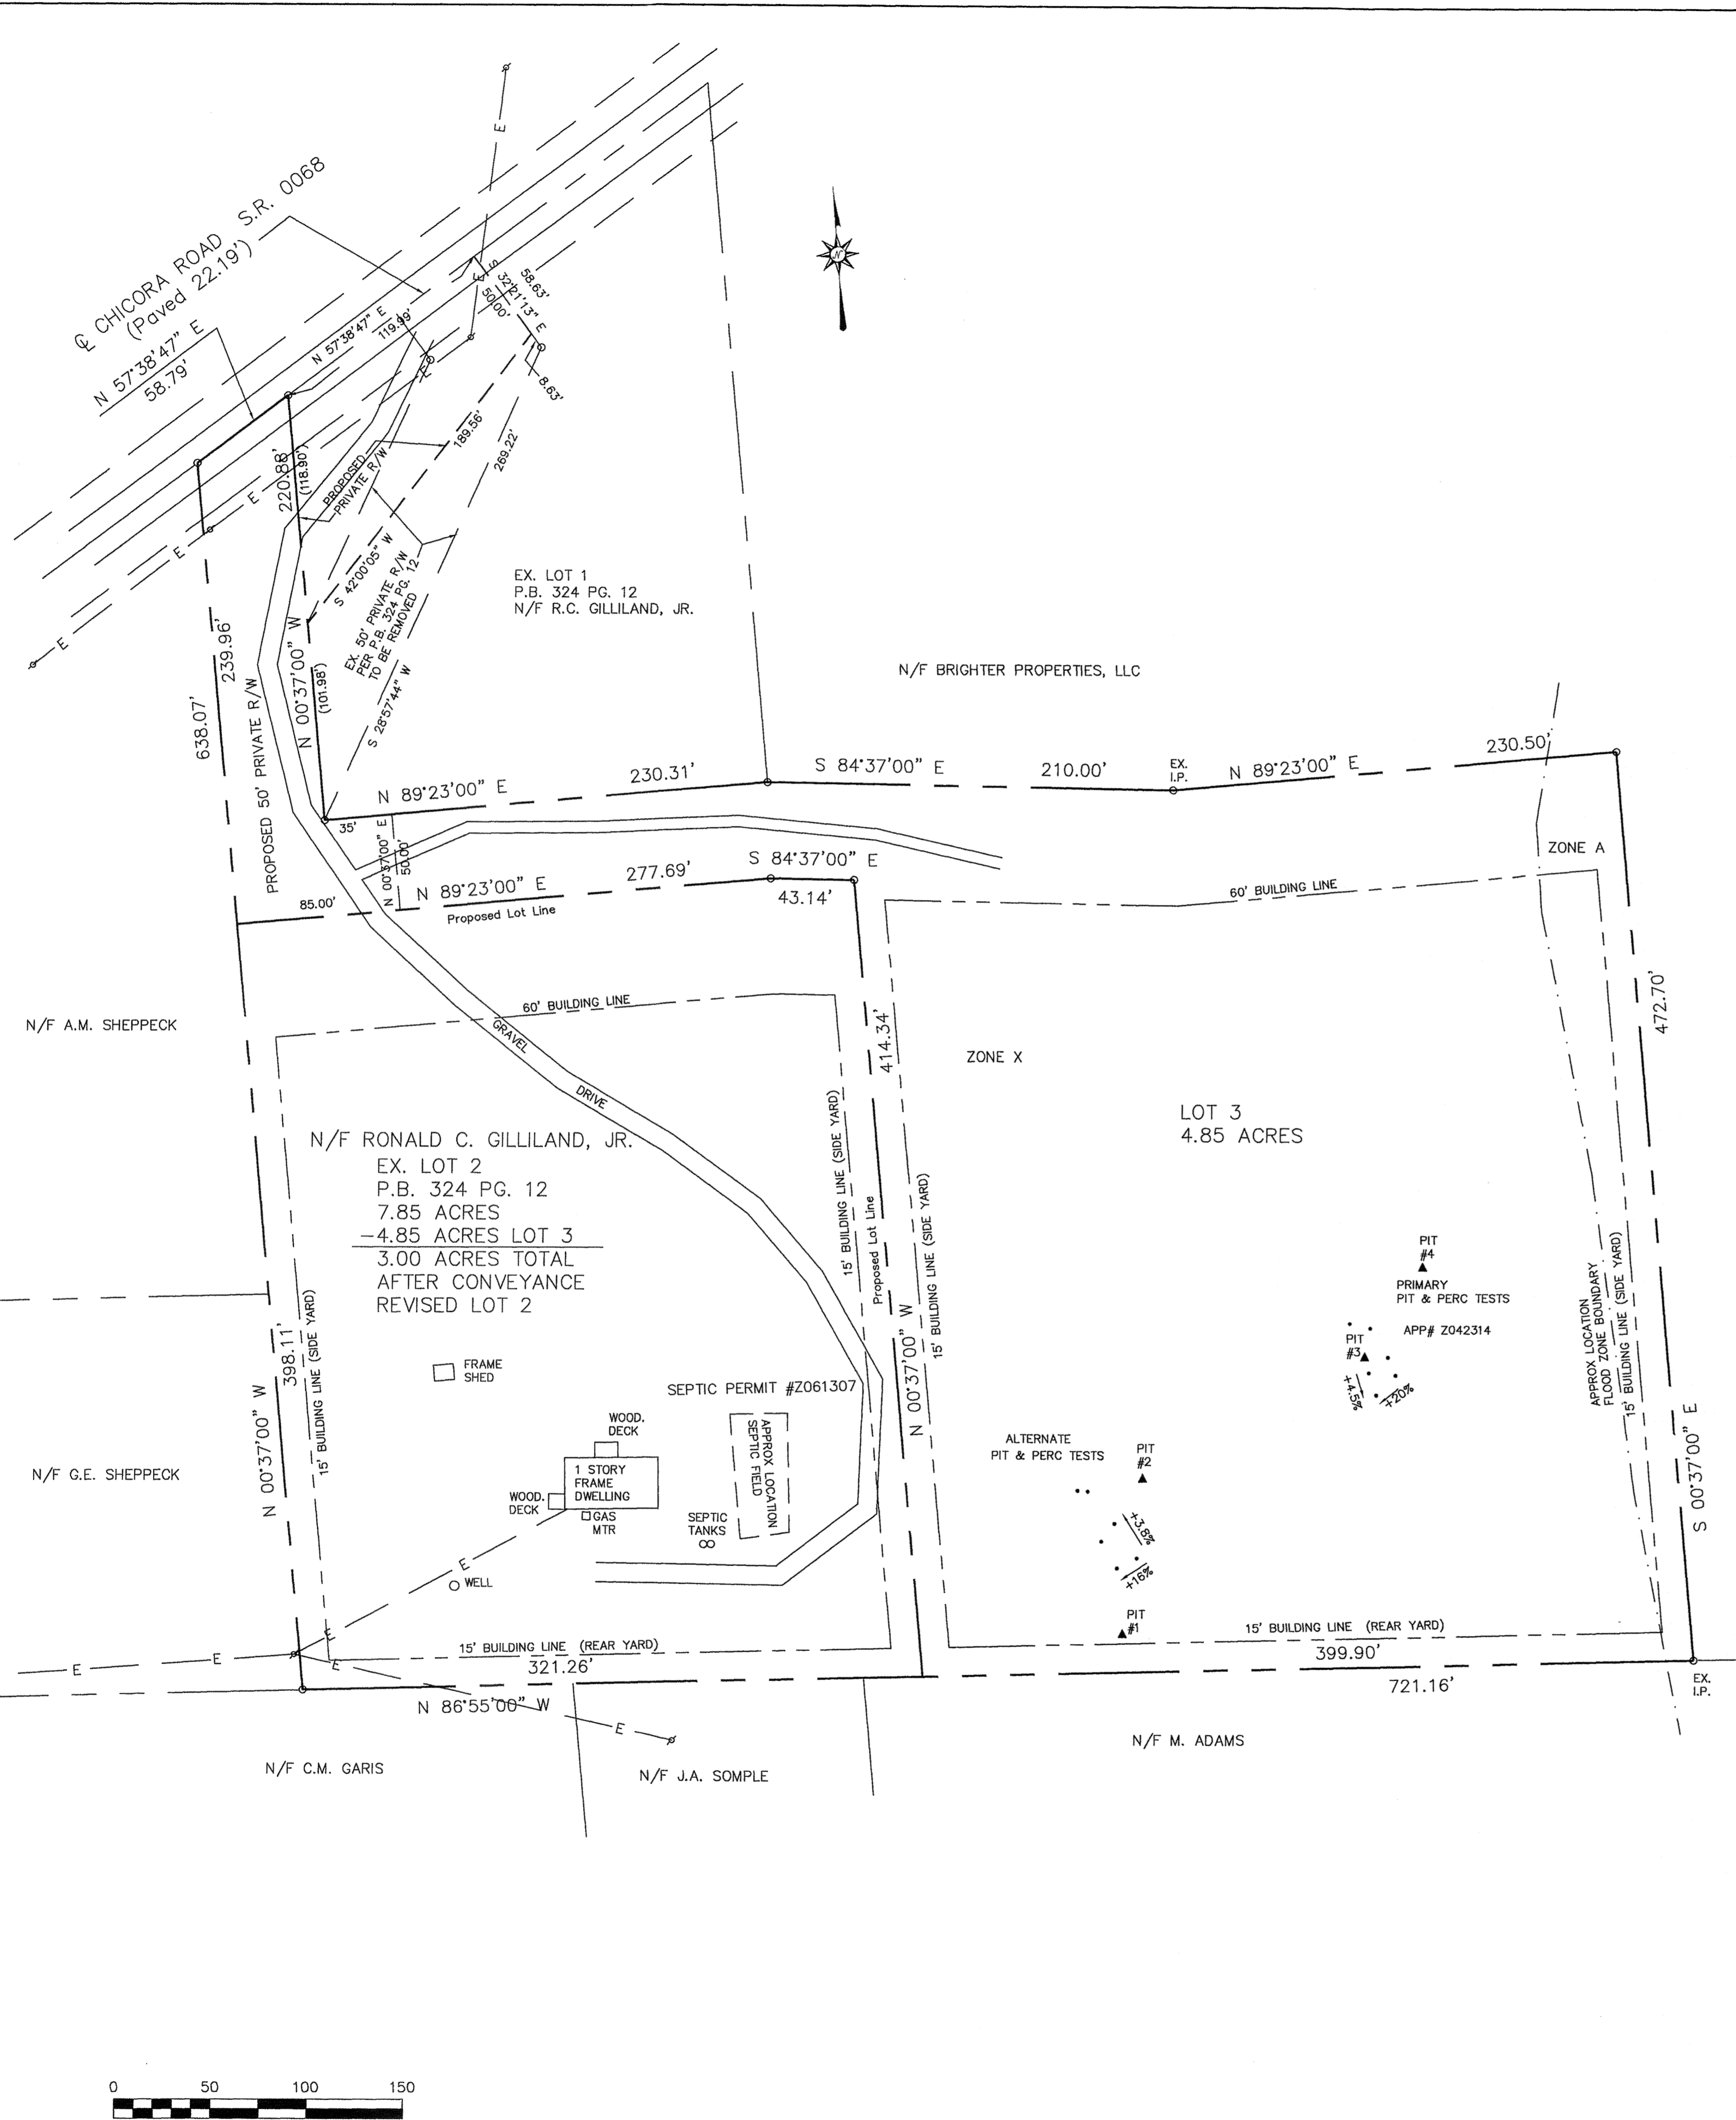 ℄ CHICORA ROAD S.R. 0068
(Paved 22.19')
N 57°38'47" E
58.79'
E
N 57°38'47" E
119.99'
S 32°21'13" E
58.63'
50.00'
8.63'
E
E
E
E
E
N
220.88'
(118.90')
PROPOSED
PRIVATE R/W
189.56'
269.22'
S 42°00'05" W
EX. 50' PRIVATE R/W
PER P.B. 324 PG. 12
TO BE REMOVED
S 28°57'44" W
N 00°37'00" W
(101.98')
239.96'
638.07'
PROPOSED 50' PRIVATE R/W
EX. LOT 1
P.B. 324 PG. 12
N/F R.C. GILLILAND, JR.
N/F BRIGHTER PROPERTIES, LLC
N 89°23'00" E
230.31'
S 84°37'00" E
210.00'
EX.
I.P.
N 89°23'00" E
230.50'
35'
N 00°37'00" E
50.00'
85.00'
N 89°23'00" E
277.69'
Proposed Lot Line
S 84°37'00" E
43.14'
ZONE A
60' BUILDING LINE
60' BUILDING LINE
N/F A.M. SHEPPECK
GRAVEL
DRIVE
414.34'
ZONE X
472.70'
LOT 3
4.85 ACRES
N/F RONALD C. GILLILAND, JR.
EX. LOT 2
P.B. 324 PG. 12
7.85 ACRES
-4.85 ACRES LOT 3
3.00 ACRES TOTAL
AFTER CONVEYANCE
REVISED LOT 2
15' BUILDING LINE (SIDE YARD)
Proposed Lot Line
15' BUILDING LINE (SIDE YARD)
N 00°37'00" W
PIT
#4
PRIMARY
PIT & PERC TESTS
APP# Z042314
PIT
#3
+4.5%
+20%
APPROX LOCATION
FLOOD ZONE BOUNDARY
15' BUILDING LINE (SIDE YARD)
S 00°37'00" E
398.11'
15' BUILDING LINE (SIDE YARD)
N 00°37'00" W
FRAME
SHED
SEPTIC PERMIT #Z061307
WOOD.
DECK
1 STORY
FRAME
DWELLING
WOOD.
DECK
GAS
MTR
APPROX LOCATION
SEPTIC FIELD
SEPTIC
TANKS
ALTERNATE
PIT & PERC TESTS
PIT
#2
+3.8%
+16%
PIT
#1
N/F G.E. SHEPPECK
E
WELL
E
E
E
E
15' BUILDING LINE (REAR YARD)
321.26'
15' BUILDING LINE (REAR YARD)
399.90'
N 86°55'00" W
721.16'
EX.
I.P.
E
N/F C.M. GARIS
N/F J.A. SOMPLE
N/F M. ADAMS
0 50 100 150